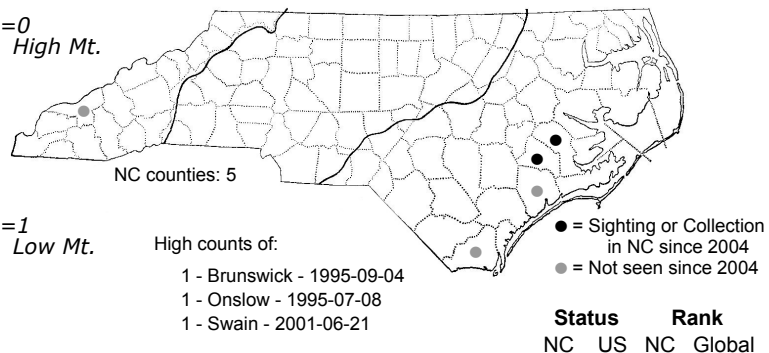 =0
High Mt.
NC counties: 5
=1
Low Mt.
High counts of:
1 - Brunswick - 1995-09-04
1 - Onslow - 1995-07-08
1 - Swain - 2001-06-21
= Sighting or Collection
in NC since 2004
= Not seen since 2004
Status Rank
NC US NC Global